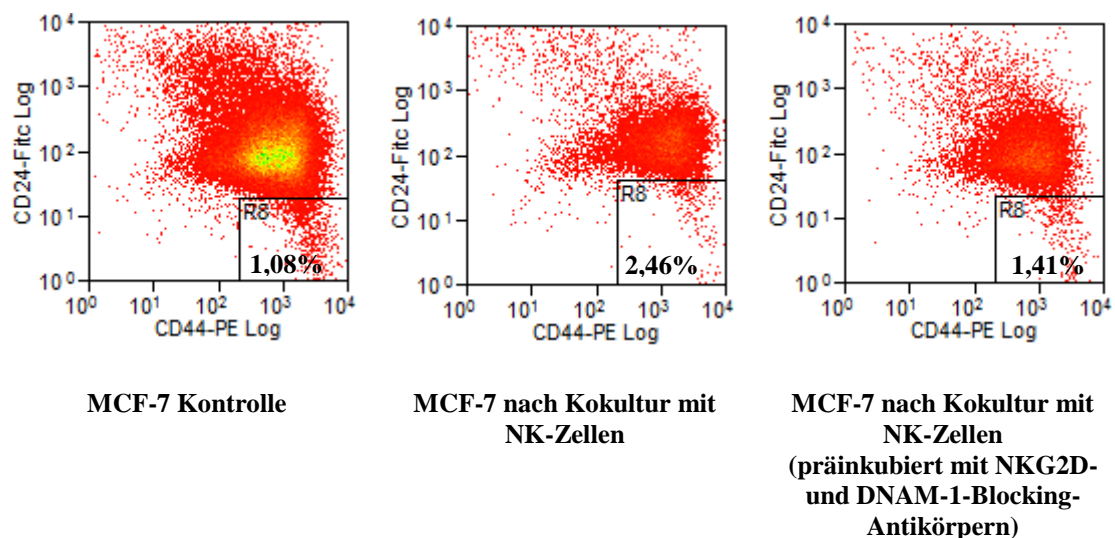 10⁴
10³
10²
10¹
10⁰
CD24-Fitc Log
R8
1,08%
10⁰ 10¹ 10² 10³ 10⁴
CD44-PE Log
10⁴
10³
10²
10¹
10⁰
CD24-Fitc Log
R8
2,46%
10⁰ 10¹ 10² 10³ 10⁴
CD44-PE Log
10⁴
10³
10²
10¹
10⁰
CD24-Fitc Log
R8
1,41%
10⁰ 10¹ 10² 10³ 10⁴
CD44-PE Log
MCF-7 Kontrolle
MCF-7 nach Kokultur mit
NK-Zellen
MCF-7 nach Kokultur mit
NK-Zellen
(präinkubiert mit NKG2D-
und DNAM-1-Blocking-
Antikörpern)